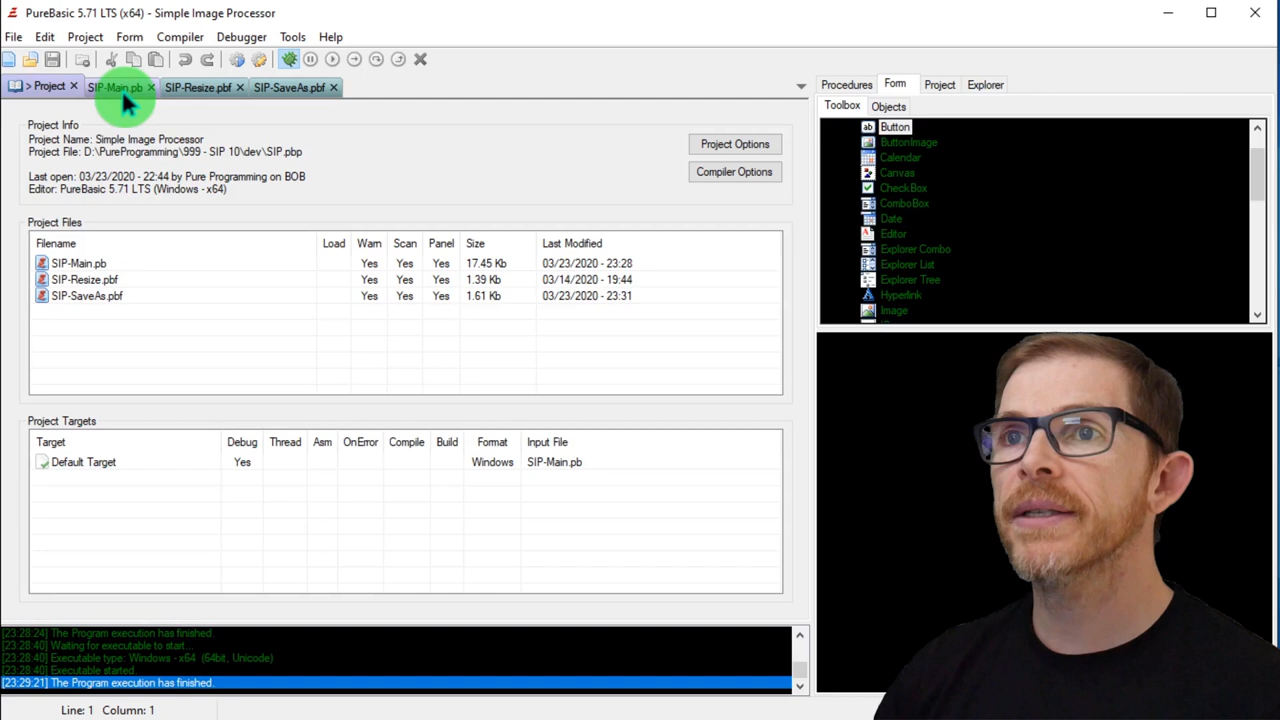 PureBasic 5.71 LTS (x64) - Simple Image Processor
File Edit Project Form Compiler Debugger Tools Help
> Project SIP-Main.pb SIP-Resize.pbf SIP-SaveAs.pbf
Procedures Form Project Explorer
Toolbox Objects
Button
ButtonImage
Calendar
Canvas
CheckBox
ComboBox
Date
Editor
Explorer Combo
Explorer List
Explorer Tree
Hyperlink
Image
Project Info
Project Name: Simple Image Processor
Project File: D:\PureProgramming\999 - SIP 10\dev\SIP.pbp
Last open: 03/23/2020 - 22:44 by Pure Programming on BOB
Editor: PureBasic 5.71 LTS (Windows - x64)
Project Options
Compiler Options
Project Files
Filename Load Warn Scan Panel Size Last Modified
SIP-Main.pb Yes Yes Yes 17.45 Kb 03/23/2020 - 23:28
SIP-Resize.pbf Yes Yes Yes 1.39 Kb 03/14/2020 - 19:44
SIP-SaveAs.pbf Yes Yes Yes 1.61 Kb 03/23/2020 - 23:31
Project Targets
Target Debug Thread Asm OnError Compile Build Format Input File
Default Target Yes Windows SIP-Main.pb
[23:28:24] The Program execution has finished.
[23:28:40] Waiting for executable to start...
[23:28:40] Executable type: Windows - x64 (64bit, Unicode)
[23:28:40] Executable started.
[23:29:21] The Program execution has finished.
Line: 1 Column: 1